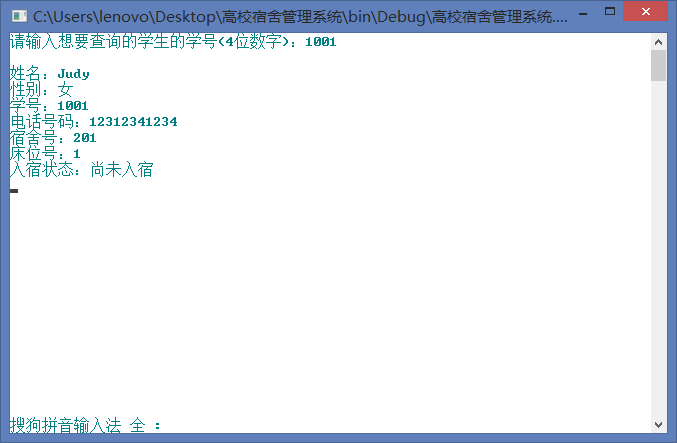 C:\Users\lenovo\Desktop\高校宿舍管理系统\bin\Debug\高校宿舍管理系统....
请输入想要查询的学生的学号(4位数字): 1001
姓名: Judy
性别: 女
学号: 1001
电话号码: 12312341234
宿舍号: 201
床位号: 1
入宿状态: 尚未入宿
搜狗拼音输入法 全 :